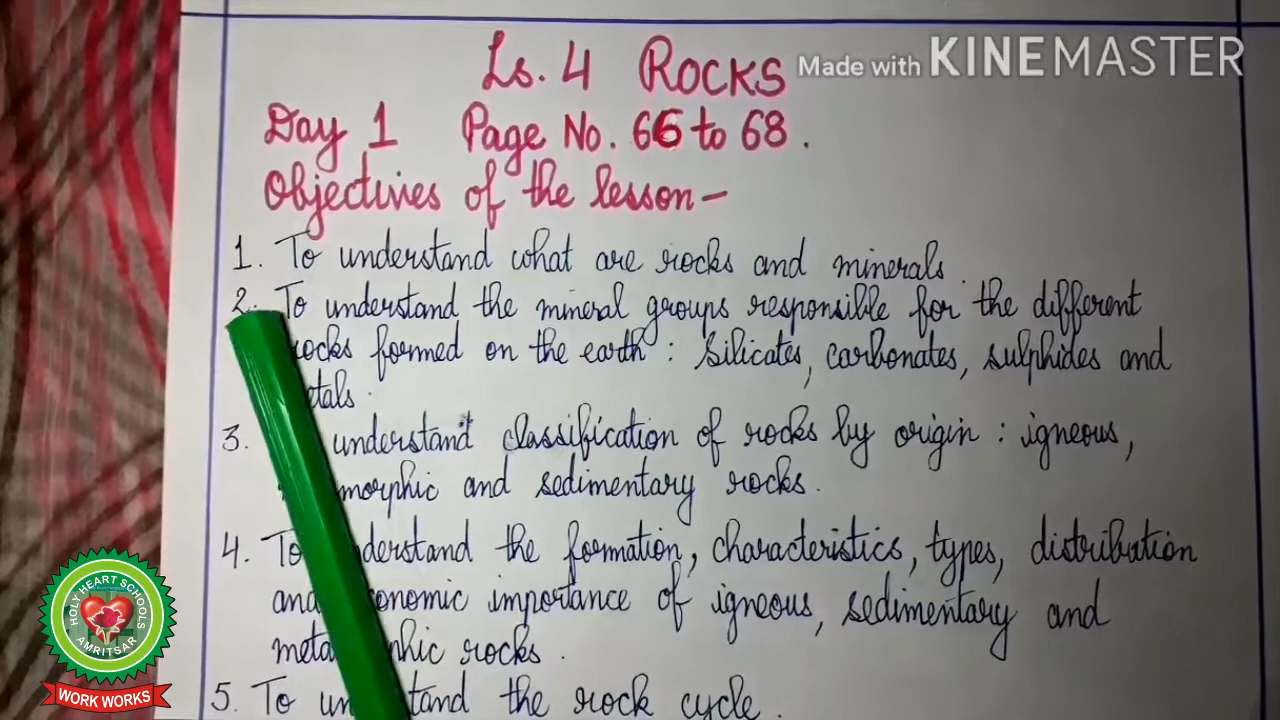 Made with KINEMASTER
Ls. 4 ROCKS
Day 1 Page No. 66 to 68.
Objectives of the lesson -
1. To understand what are rocks and minerals.
2. To understand the mineral groups responsible for the different
rocks formed on the earth : Silicates, carbonates, sulphides and
tals.
3. understand classification of rocks by origin : igneous,
morphic and sedimentary rocks.
4. To derstand the formation, characteristics, types, distribution
and onomic importance of igneous, sedimentary and
meta phic rocks.
5. To un tand the rock cycle.
HOLY HEART SCHOOLS
AMRITSAR
WORK WORKS